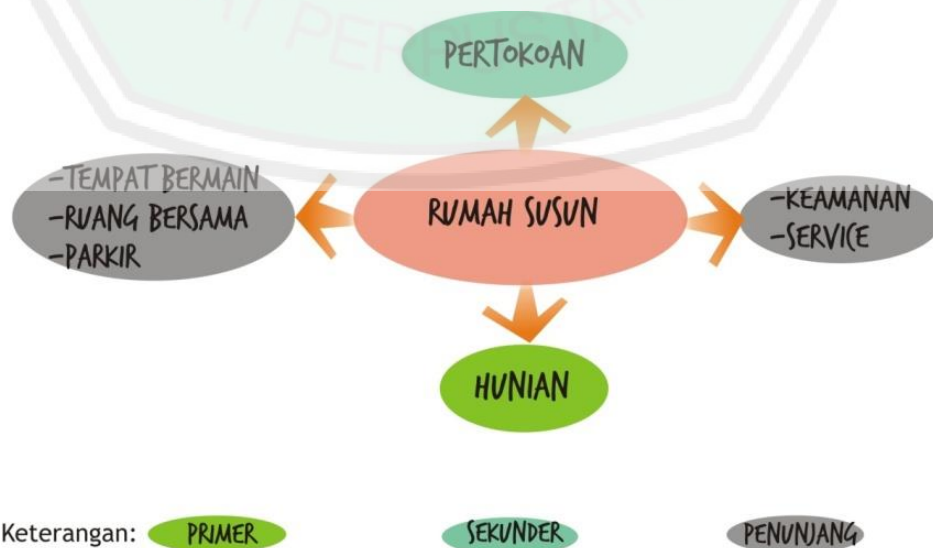 PERTOKOAN
-TEMPAT BERMAIN
-RUANG BERSAMA
-PARKIR
RUMAH SUSUN
-KEAMANAN
-SERVICE
HUNIAN
Keterangan: PRIMER SEKUNDER PENUNJANG